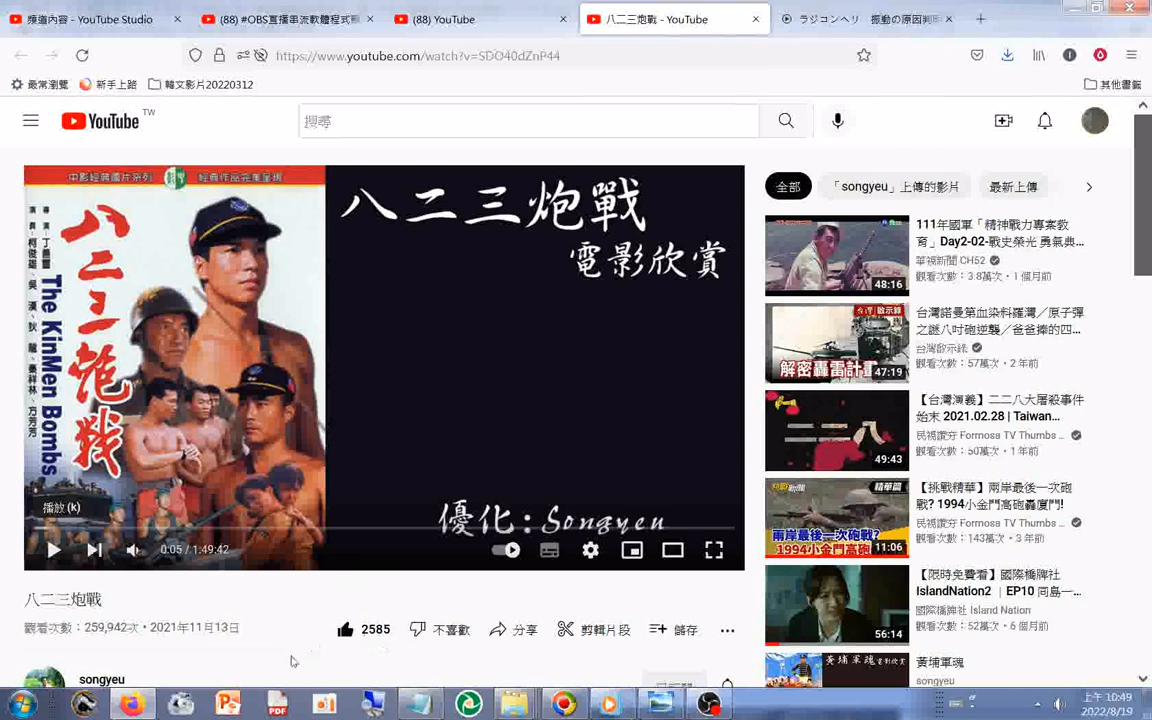 頻道內容 - YouTube Studio
(88) #OBS直播串流軟體程式
(88) YouTube
八二三炮戰 - YouTube
ラジコンヘリ 振動の原因判
https://www.youtube.com/watch?v=SDO40dZnP44
最常瀏覽
新手上路
韓文影片20220312
其他書籤
YouTube TW
搜尋
中影經典國片系列
八二三炮戰
The KinMen Bombs
八二三炮戰
電影欣賞
優化:Songyeu
播放 (k)
0:05 / 1:49:42
八二三炮戰
觀看次數:259,942次・2021年11月13日
2585
不喜歡
分享
剪輯片段
儲存
songyeu
全部
「songyeu」上傳的影片
最新上傳
111年國軍「精神戰力專案教
育」Day2-02-戰史榮光 勇氣典...
華視新聞 CH52
觀看次數:3.8萬次・1 個月前
48:16
台灣諾曼第血染料羅灣／原子彈
之謎八吋砲逆襲／爸爸捧的四...
台灣啟示錄
觀看次數:57萬次・2 年前
解密轟雷計
47:19
【台灣演義】二二八大屠殺事件
始末 2021.02.28 | Taiwan...
民視讚夯 Formosa TV Thumbs ...
觀看次數:50萬次・1 年前
二二八
49:43
【挑戰精華】兩岸最後一次砲
戰? 1994小金門高砲轟廈門!
民視讚夯 Formosa TV Thumbs ...
觀看次數:143萬次・3 年前
精華篇
兩岸最後一次砲戰?
1994小金門高砲
11:06
【限時免費看】國際橋牌社
IslandNation2 ｜EP10 同島一...
國際橋牌社 Island Nation
觀看次數:52萬次・6 個月前
56:14
黃埔軍魂
songyeu
黃埔軍魂
上午 10:49
2022/8/19